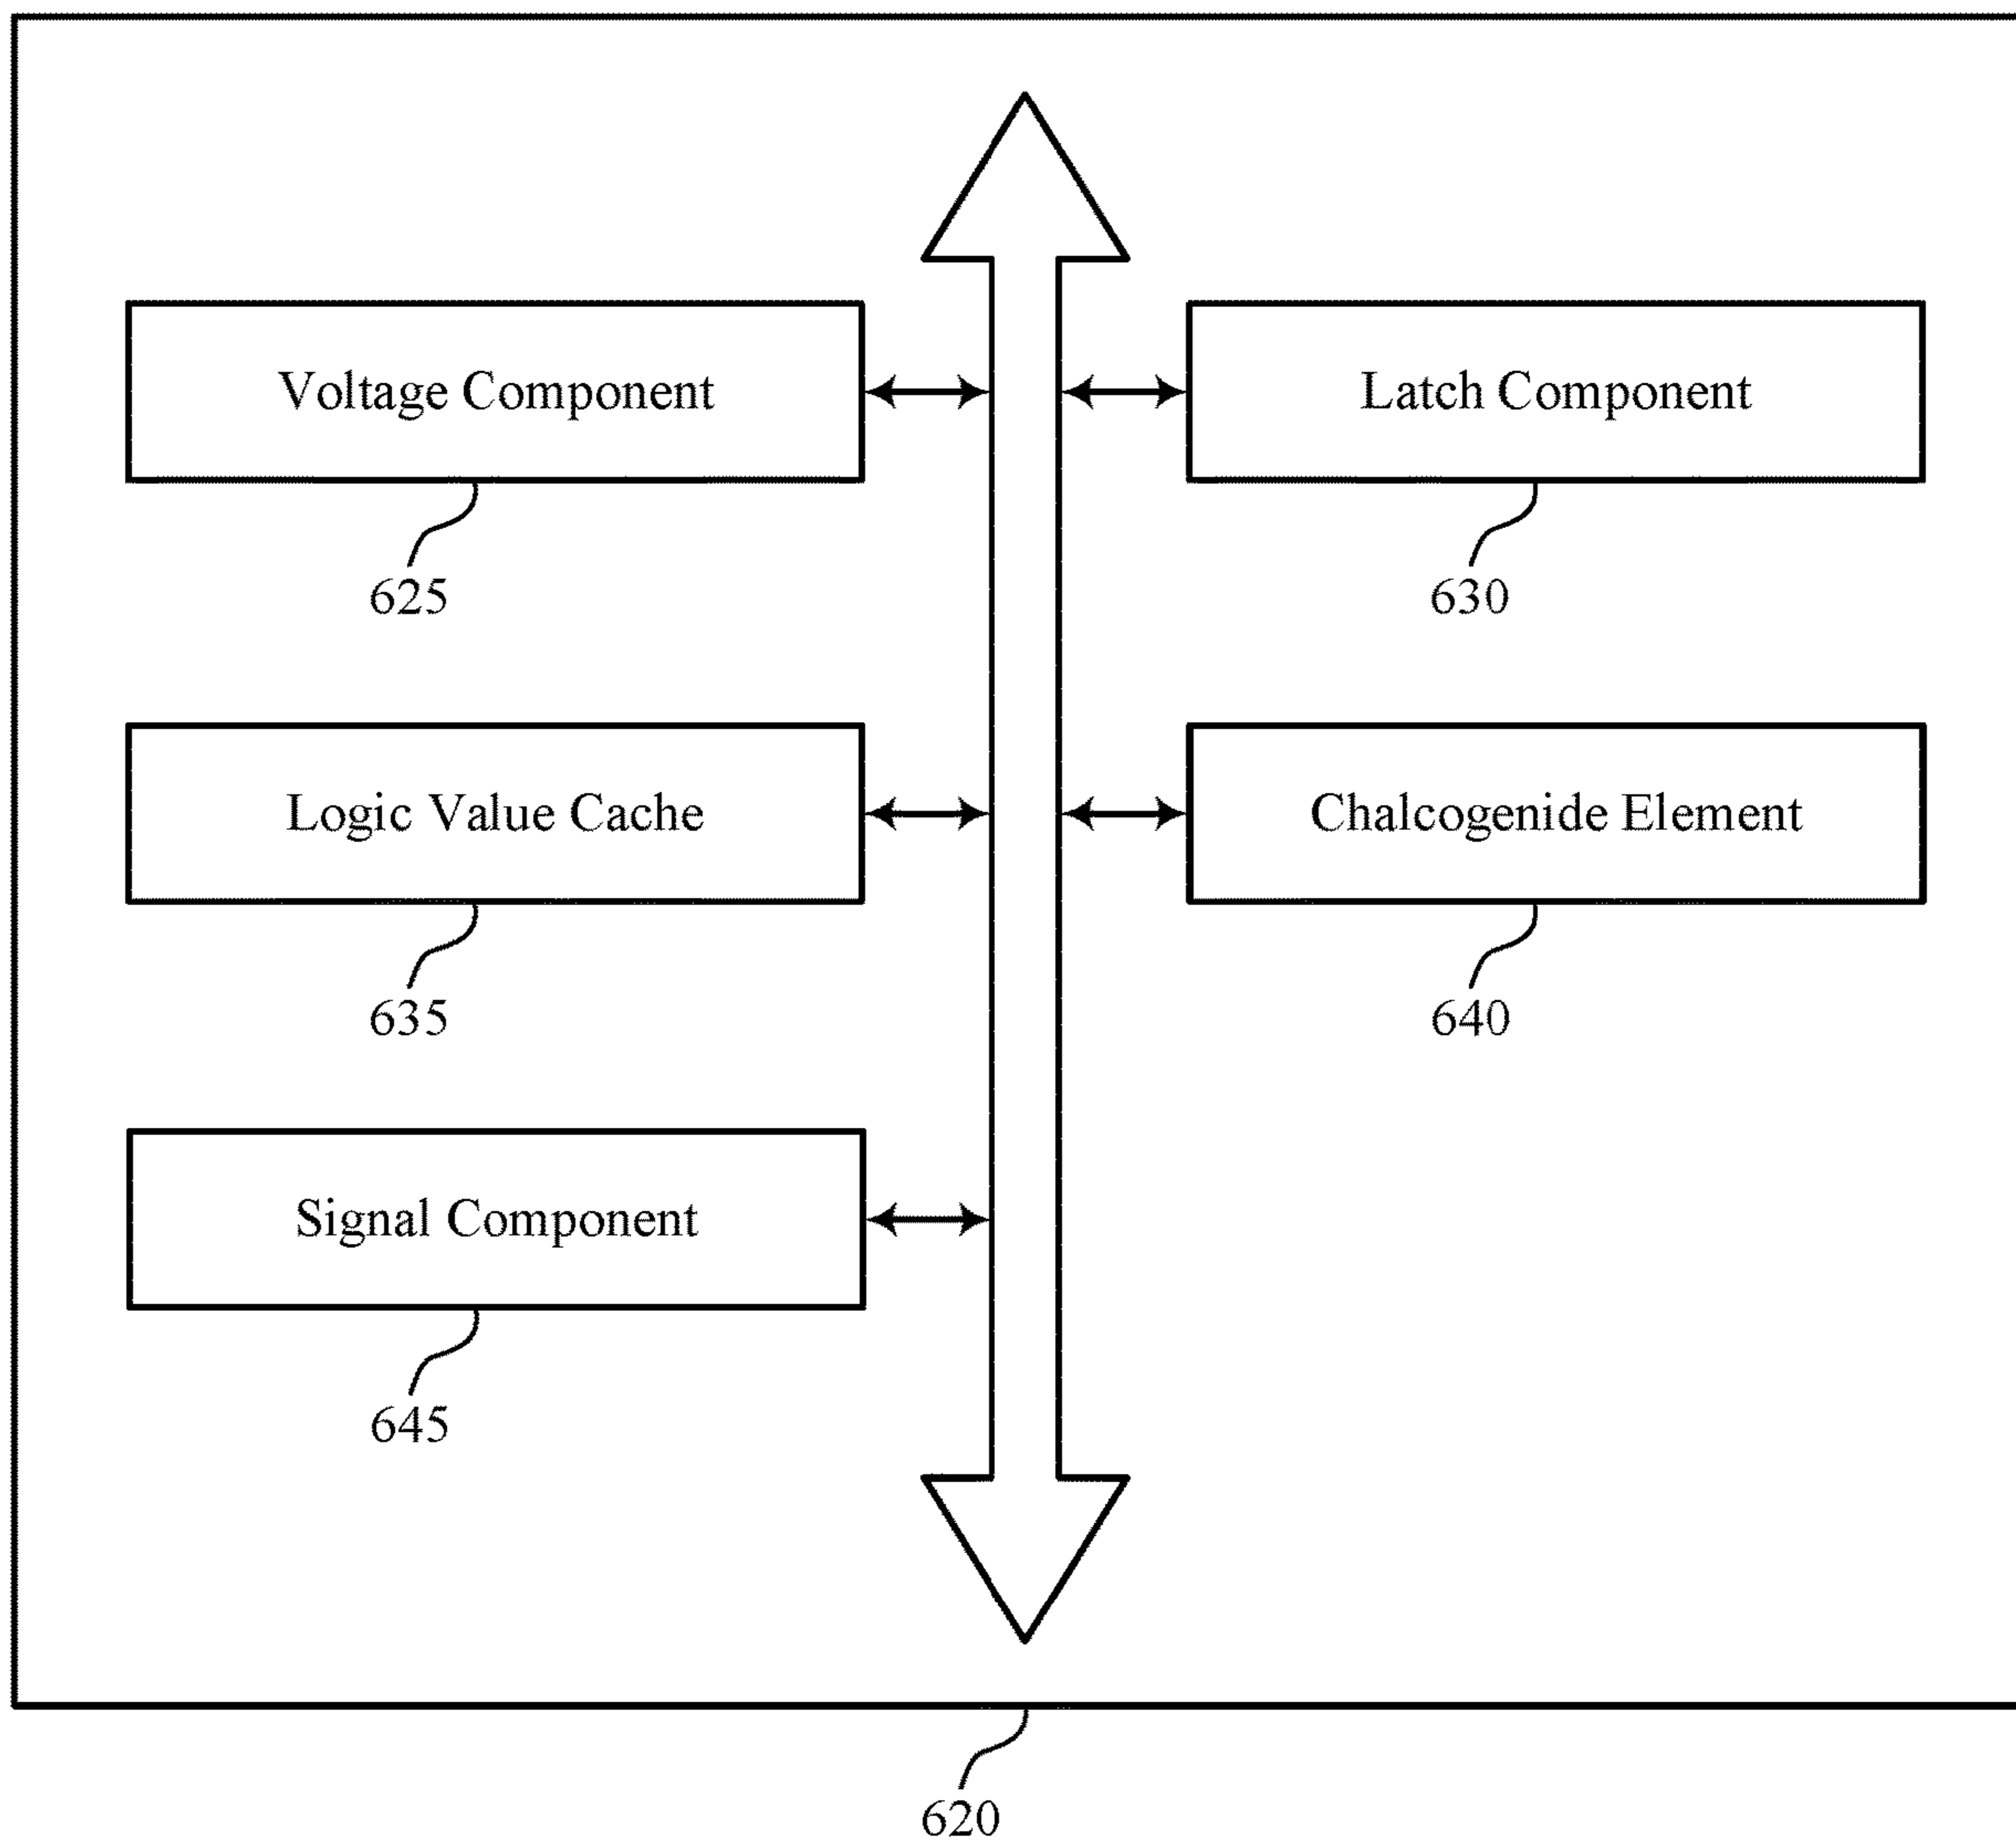 Voltage Component
Latch Component
625
630
Logic Value Cache
Chalcogenide Element
635
640
Signal Component
645
620